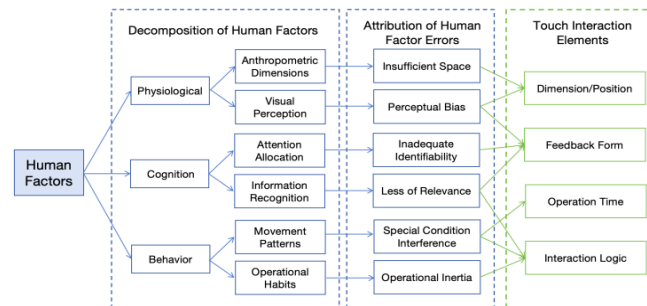 Decomposition of Human Factors
Attribution of Human
Factor Errors
Touch Interaction
Elements
Human
Factors
Physiological
Cognition
Behavior
Anthropometric
Dimensions
Visual
Perception
Attention
Allocation
Information
Recognition
Movement
Patterns
Operational
Habits
Insufficient Space
Perceptual Bias
Inadequate
Identifiability
Less of Relevance
Special Condition
Interference
Operational Inertia
Dimension/Position
Feedback Form
Operation Time
Interaction Logic